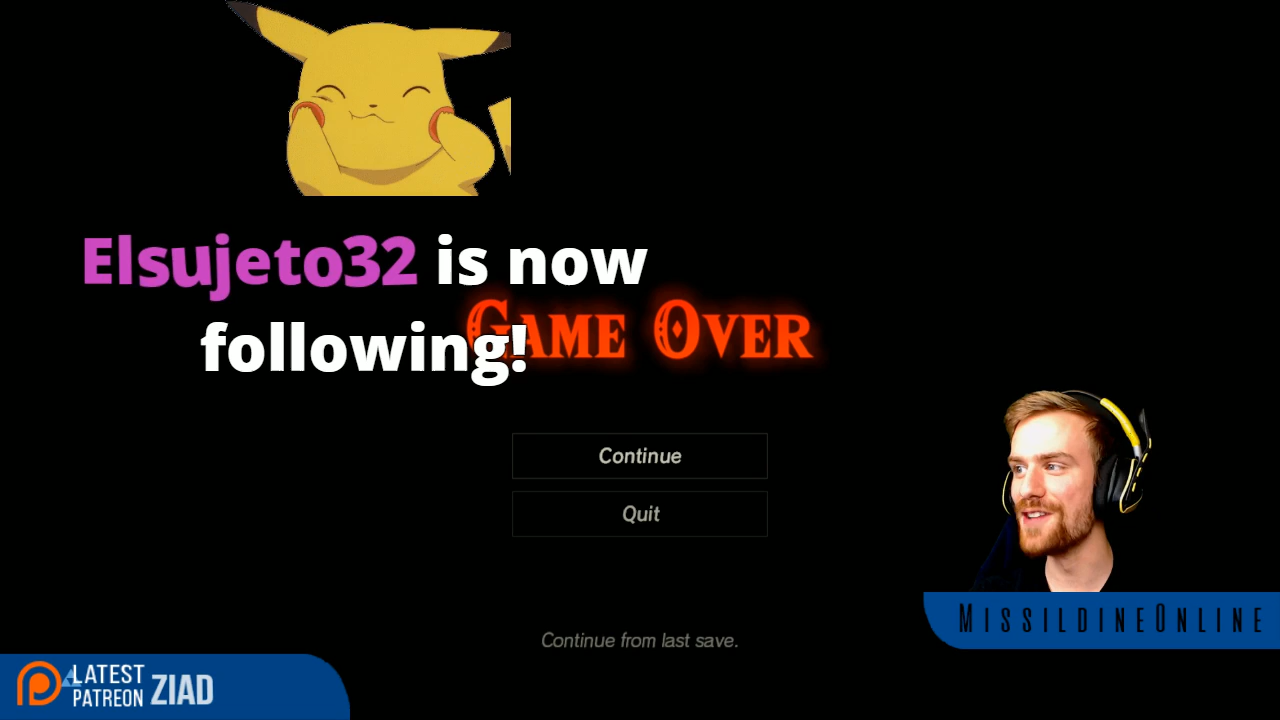 Elsujeto32 is now
following!
GAME OVER
Continue
Quit
Continue from last save.
MISSILDINEONLINE
LATEST
PATREON ZIAD